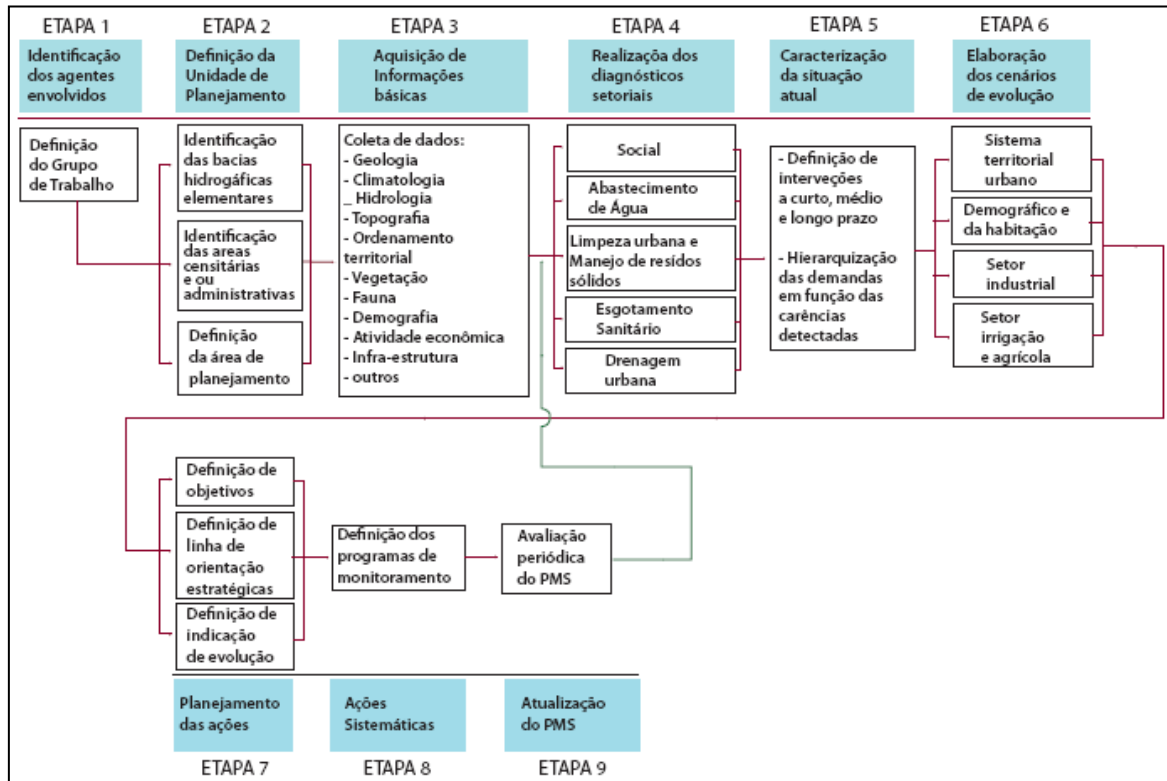 ETAPA 1
Identificação
dos agentes
envolvidos
Definição
do Grupo
de Trabalho
ETAPA 2
Definição da
Unidade de
Planejamento
Identificação
das bacias
hidrogáficas
elementares
Identificação
das areas
censitárias
e ou
administrativas
Definição
da área de
planejamento
ETAPA 3
Aquisição de
Informações
básicas
Coleta de dados:
- Geologia
- Climatologia
_ Hidrologia
- Topografia
- Ordenamento
territorial
- Vegetação
- Fauna
- Demografia
- Atividade econômica
- Infra-estrutura
- outros
ETAPA 4
Realizaçõa dos
diagnósticos
setoriais
Social
Abastecimento
de Água
Limpeza urbana e
Manejo de resídos
sólidos
Esgotamento
Sanitário
Drenagem
urbana
ETAPA 5
Caracterização
da situação
atual
- Definição de
interveções
a curto, médio
e longo prazo
- Hierarquização
das demandas
em função das
carências
detectadas
ETAPA 6
Elaboração
dos cenários
de evolução
Sistema
territorial
urbano
Demográfico e
da habitação
Setor
industrial
Setor
irrigação
e agrícola
Definição de
objetivos
Definição de
linha de
orientação
estratégicas
Definição de
indicação
de evolução
Planejamento
das ações
ETAPA 7
Definição dos
programas de
monitoramento
Ações
Sistemáticas
ETAPA 8
Avaliação
periódica
do PMS
Atualização
do PMS
ETAPA 9